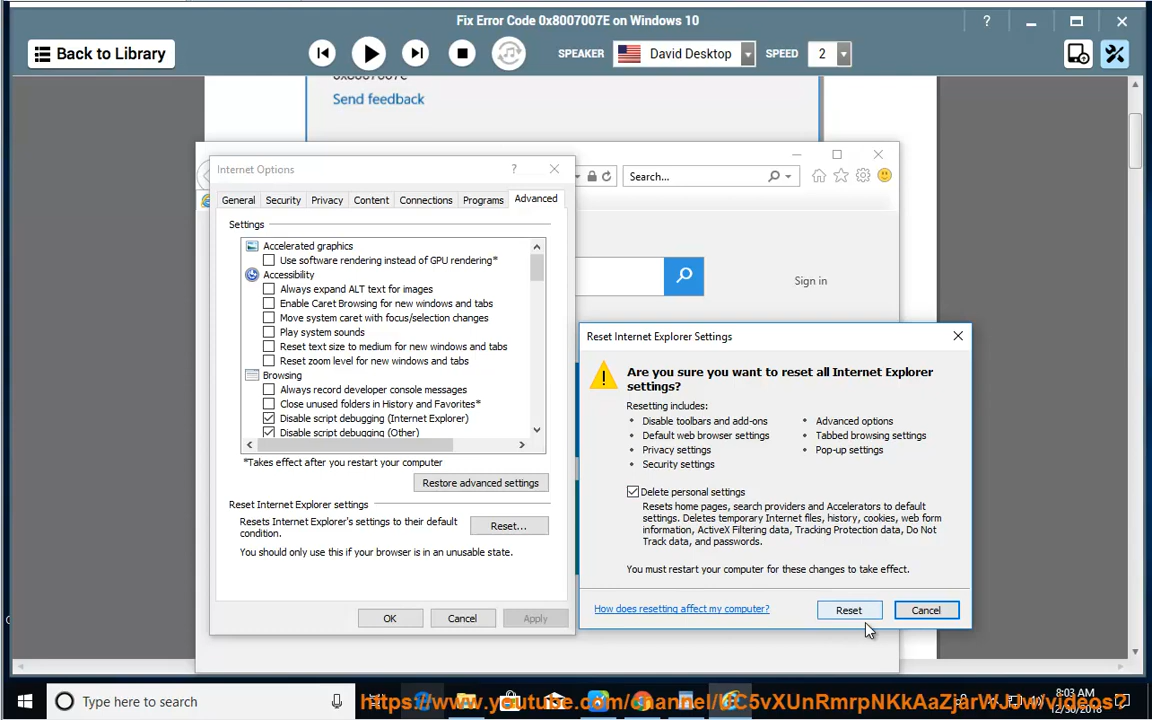 Fix Error Code 0x8007007E on Windows 10
?
Back to Library
SPEAKER
David Desktop
SPEED
2
0x8007007e
Send feedback
Internet Options
?
Search...
General
Security
Privacy
Content
Connections
Programs
Advanced
Settings
Accelerated graphics
Use software rendering instead of GPU rendering*
Accessibility
Always expand ALT text for images
Enable Caret Browsing for new windows and tabs
Move system caret with focus/selection changes
Play system sounds
Reset text size to medium for new windows and tabs
Reset zoom level for new windows and tabs
Browsing
Always record developer console messages
Close unused folders in History and Favorites*
Disable script debugging (Internet Explorer)
Disable script debugging (Other)
*Takes effect after you restart your computer
Restore advanced settings
Reset Internet Explorer settings
Resets Internet Explorer's settings to their default
condition.
Reset...
You should only use this if your browser is in an unusable state.
OK
Cancel
Apply
Sign in
Reset Internet Explorer Settings
Are you sure you want to reset all Internet Explorer
settings?
Resetting includes:
• Disable toolbars and add-ons
• Default web browser settings
• Privacy settings
• Security settings
• Advanced options
• Tabbed browsing settings
• Pop-up settings
Delete personal settings
Resets home pages, search providers and Accelerators to default
settings. Deletes temporary Internet files, history, cookies, web form
information, ActiveX Filtering data, Tracking Protection data, Do Not
Track data, and passwords.
You must restart your computer for these changes to take effect.
How does resetting affect my computer?
Reset
Cancel
Type here to search
8:03 AM
12/30/2018